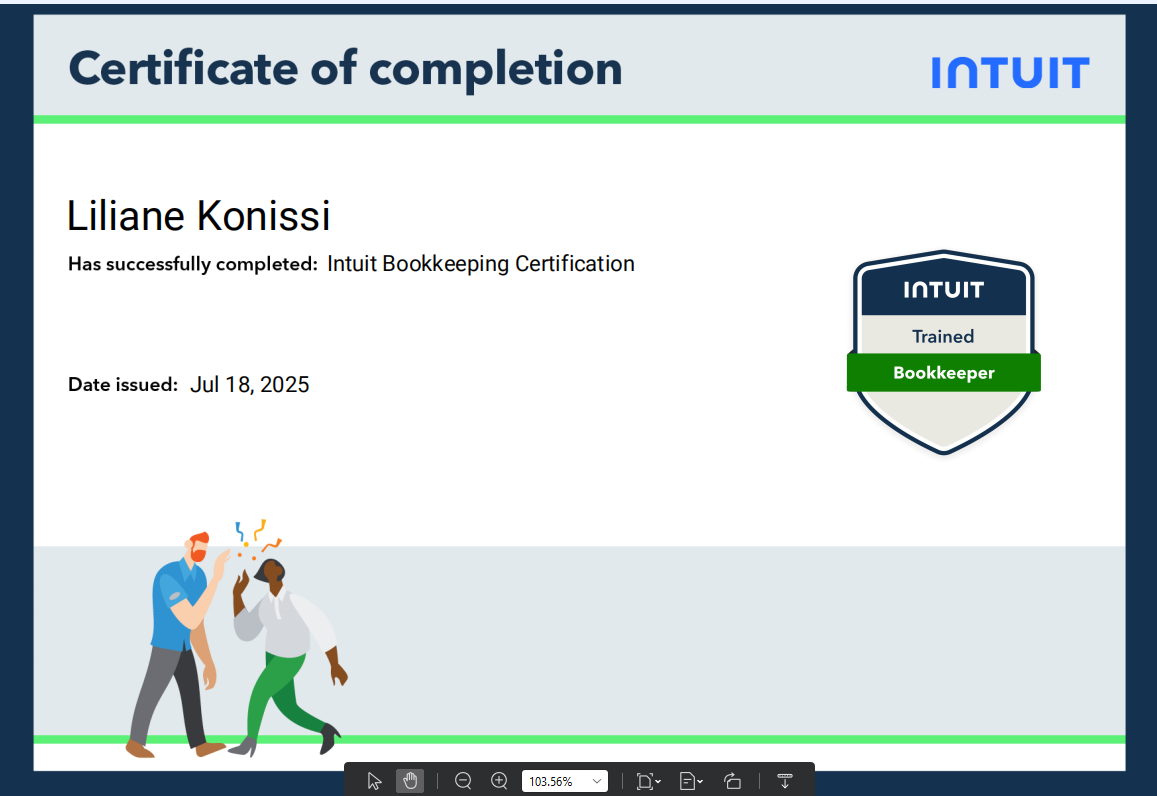 Certificate of completion
INTUIT
Liliane Konissi
Has successfully completed: Intuit Bookkeeping Certification
INTUIT
Trained
Bookkeeper
Date issued: Jul 18, 2025
103.56%